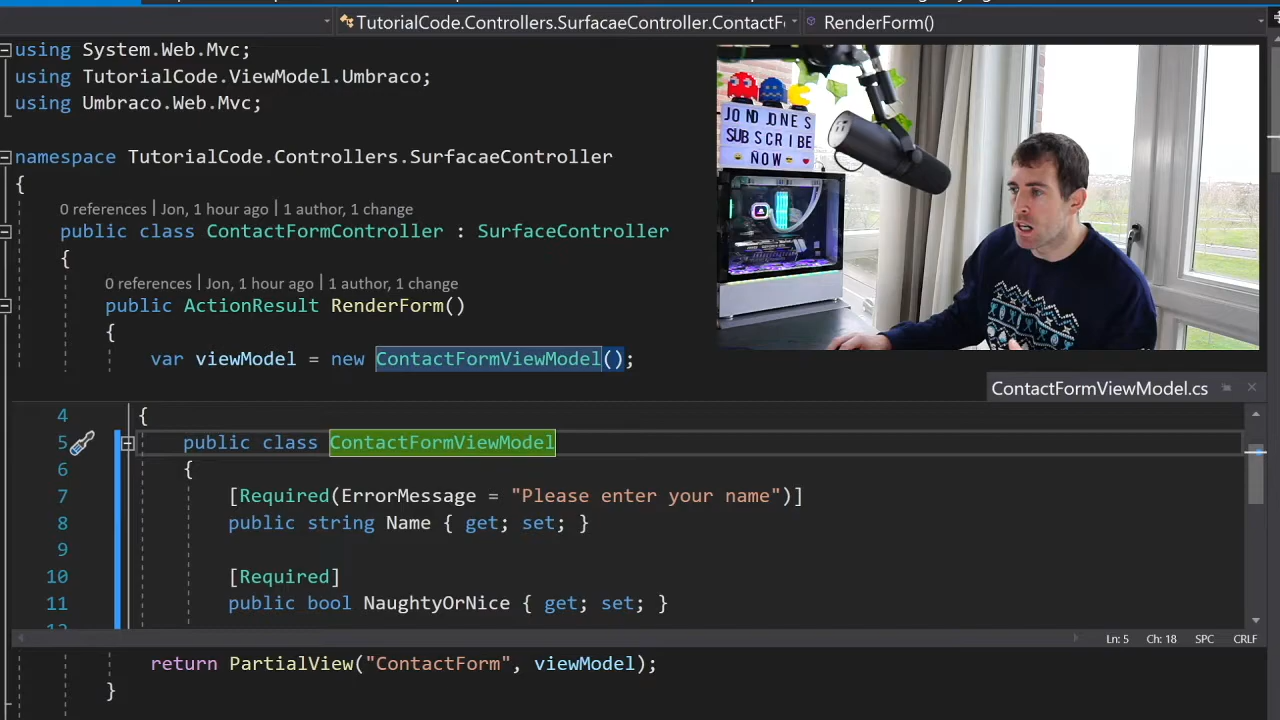 TutorialCode.Controllers.SurfacaeController.ContactF
RenderForm()
using System.Web.Mvc;
using TutorialCode.ViewModel.Umbraco;
using Umbraco.Web.Mvc;
namespace TutorialCode.Controllers.SurfacaeController
{
0 references | Jon, 1 hour ago | 1 author, 1 change
public class ContactFormController : SurfaceController
{
0 references | Jon, 1 hour ago | 1 author, 1 change
public ActionResult RenderForm()
{
var viewModel = new ContactFormViewModel();
JOND JONES
SUBSCRIBE
NOW
ContactFormViewModel.cs
4 {
5 public class ContactFormViewModel
6 {
7 [Required(ErrorMessage = "Please enter your name")]
8 public string Name { get; set; }
9
10 [Required]
11 public bool NaughtyOrNice { get; set; }
Ln: 5 Ch: 18 SPC CRLF
return PartialView("ContactForm", viewModel);
}